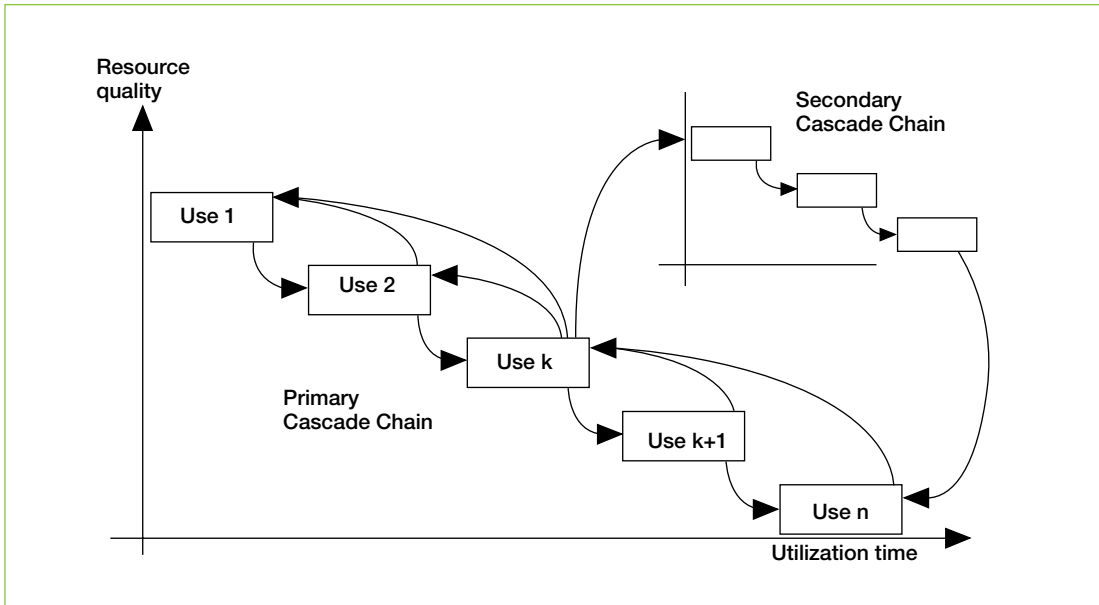 Resource
quality
Secondary
Cascade Chain
Use 1
Use 2
Use k
Primary
Cascade Chain
Use k+1
Use n
Utilization time